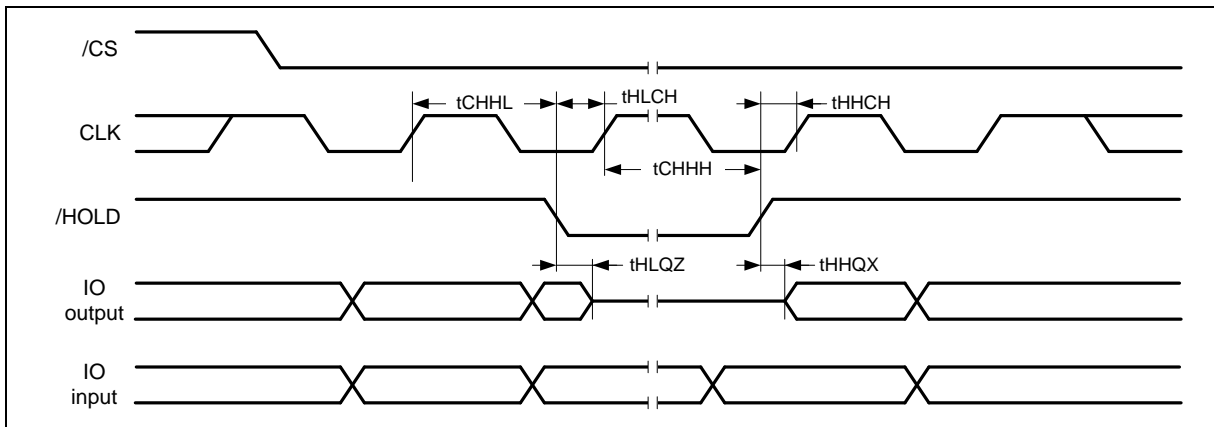 /CS
tCHHL
tHLCH
tHHCH
CLK
tCHHH
/HOLD
tHLQZ
tHHQX
IO
output
IO
input